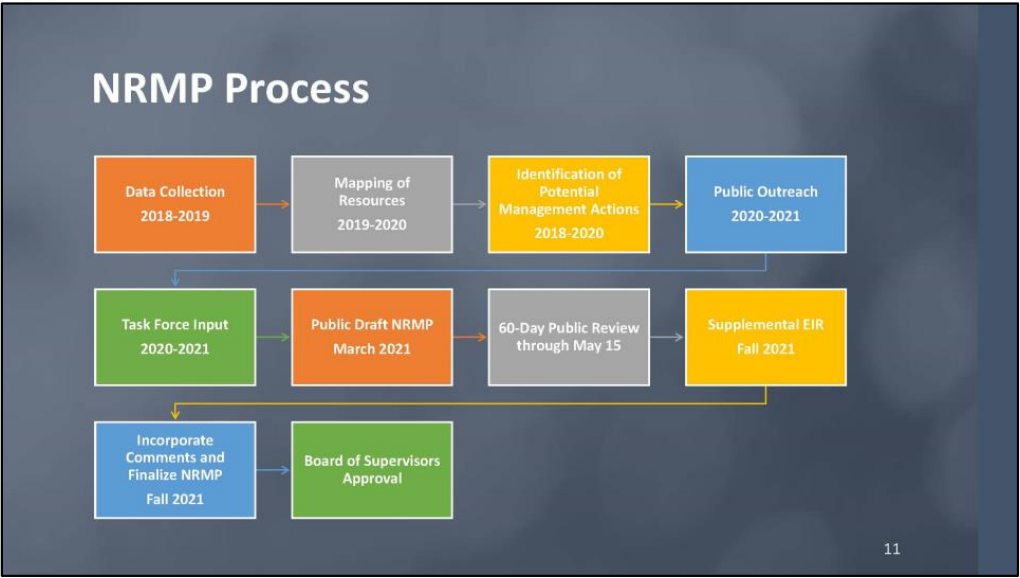 NRMP Process
Data Collection
2018-2019
Mapping of
Resources
2019-2020
Identification of
Potential
Management Actions
2018-2020
Public Outreach
2020-2021
Task Force Input
2020-2021
Public Draft NRMP
March 2021
60-Day Public Review
through May 15
Supplemental EIR
Fall 2021
Incorporate
Comments and
Finalize NRMP
Fall 2021
Board of Supervisors
Approval
11